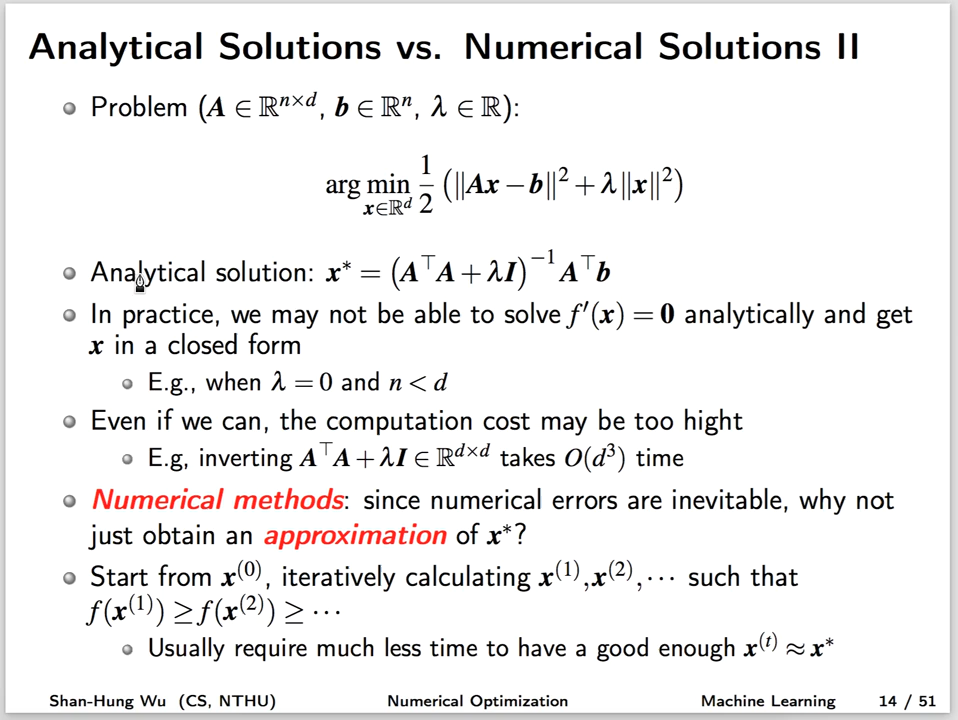 Analytical Solutions vs. Numerical Solutions II
Problem (A ∈ ℝⁿˣᵈ, b ∈ ℝⁿ, λ ∈ ℝ):
arg min_{x∈ℝᵈ} 1/2 (‖Ax − b‖² + λ‖x‖²)
Analytical solution: x* = (A⊤A + λI)⁻¹ A⊤b
In practice, we may not be able to solve f′(x) = 0 analytically and get
x in a closed form
E.g., when λ = 0 and n < d
Even if we can, the computation cost may be too hight
E.g, inverting A⊤A + λI ∈ ℝᵈˣᵈ takes O(d³) time
Numerical methods: since numerical errors are inevitable, why not
just obtain an approximation of x*?
Start from x⁽⁰⁾, iteratively calculating x⁽¹⁾, x⁽²⁾, ⋯ such that
f(x⁽¹⁾) ≥ f(x⁽²⁾) ≥ ⋯
Usually require much less time to have a good enough x⁽ᵗ⁾ ≈ x*
Shan-Hung Wu (CS, NTHU) Numerical Optimization Machine Learning 14 / 51